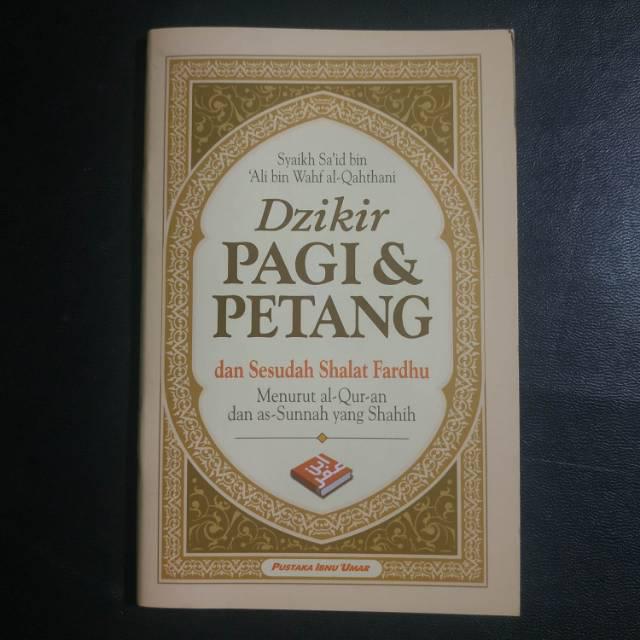 Syaikh Sa'id bin
'Ali bin Wahf al-Qahthani
Dzikir
PAGI &
PETANG
dan Sesudah Shalat Fardhu
Menurut al-Qur-an
dan as-Sunnah yang Shahih
PUSTAKA IBNU 'UMAR